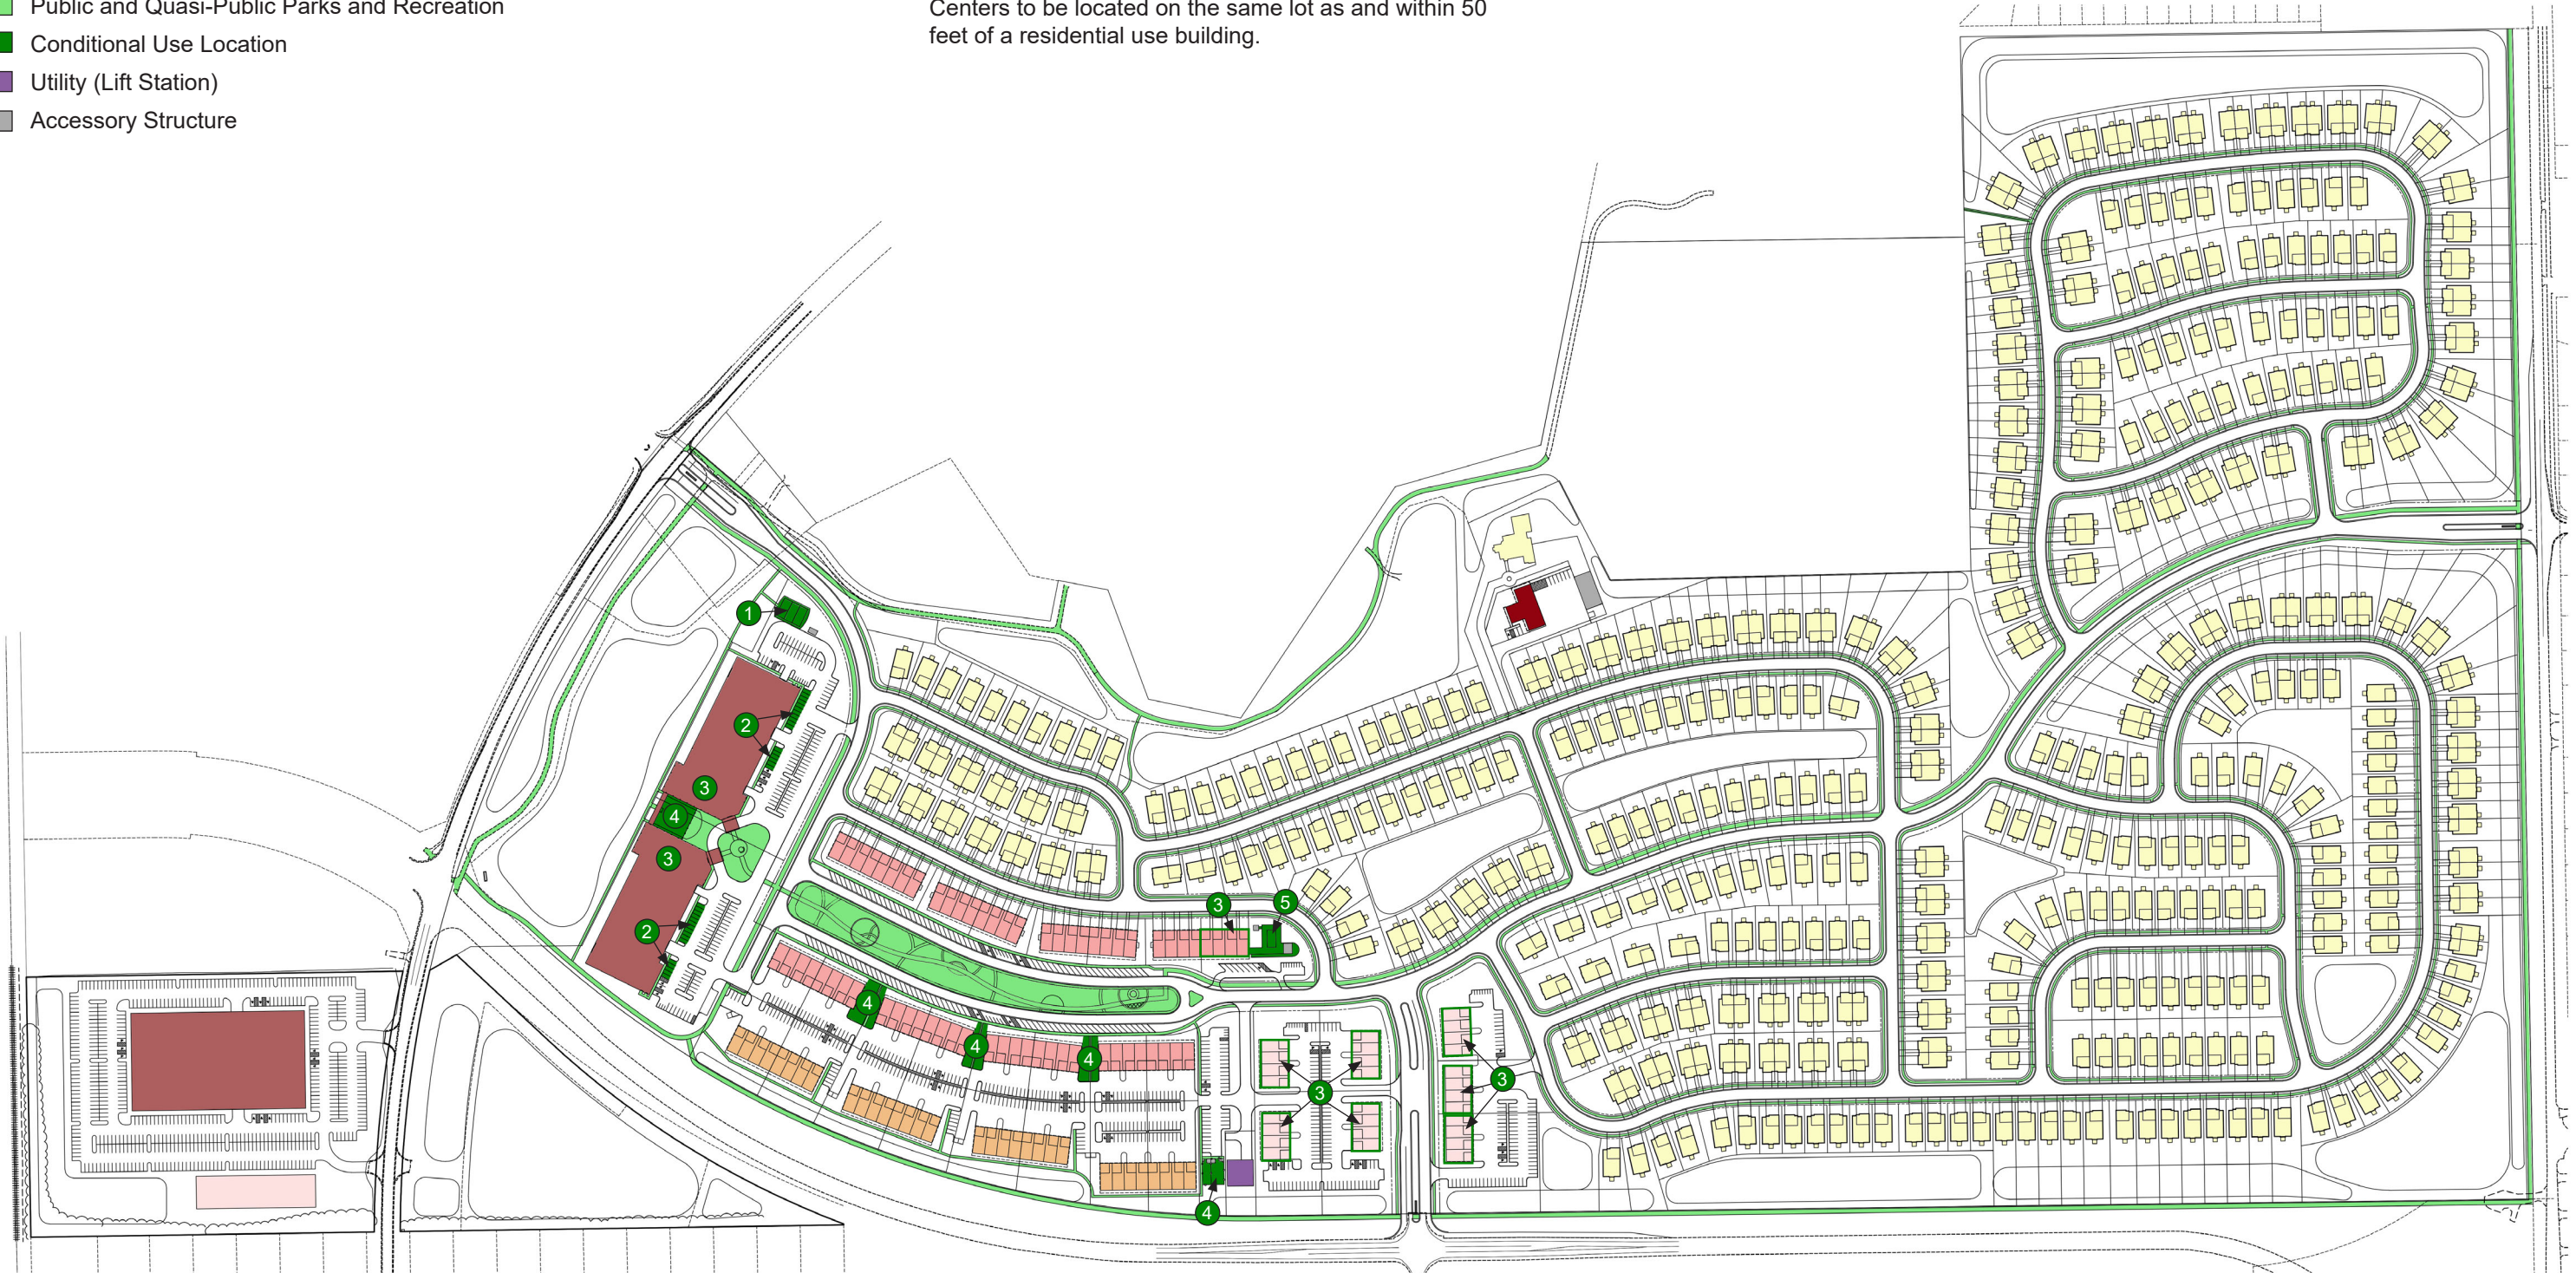 Public and Quasi-Public Parks and Recreation
Conditional Use Location
Utility (Lift Station)
Accessory Structure
Centers to be located on the same lot as and within 50
feet of a residential use building.
1
2
3
4
3
2
3
5
4
4
4
3
3
4